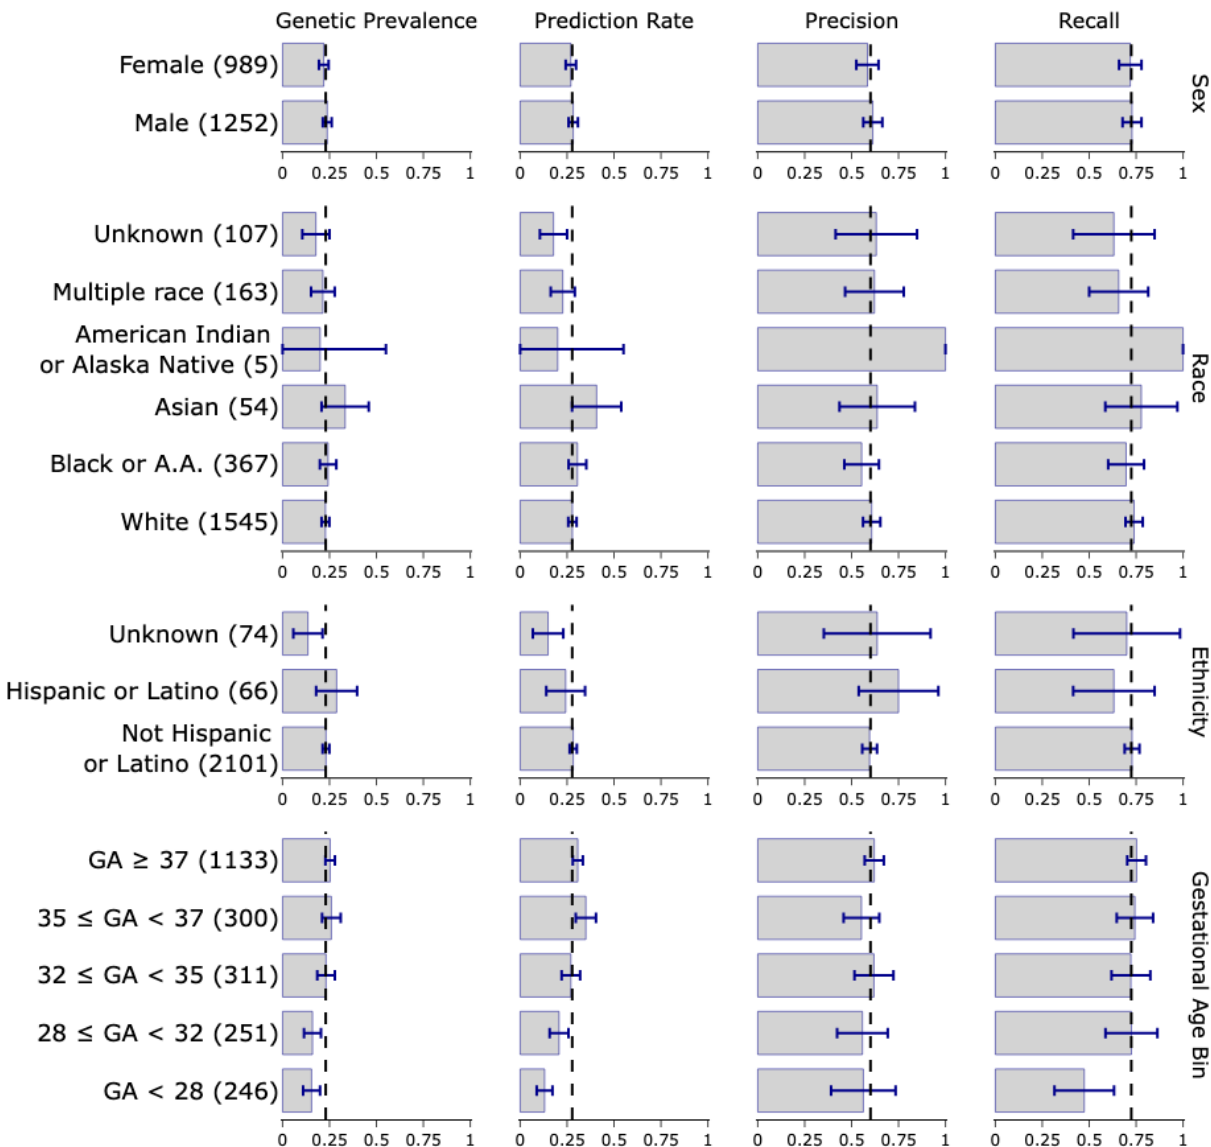 Genetic Prevalence Prediction Rate Precision Recall
Female (989)
Male (1252)
Sex
0 0.25 0.5 0.75 1 0 0.25 0.5 0.75 1 0 0.25 0.5 0.75 1 0 0.25 0.5 0.75 1
Unknown (107)
Multiple race (163)
American Indian
or Alaska Native (5)
Asian (54)
Black or A.A. (367)
White (1545)
Race
0 0.25 0.5 0.75 1 0 0.25 0.5 0.75 1 0 0.25 0.5 0.75 1 0 0.25 0.5 0.75 1
Unknown (74)
Hispanic or Latino (66)
Not Hispanic
or Latino (2101)
Ethnicity
0 0.25 0.5 0.75 1 0 0.25 0.5 0.75 1 0 0.25 0.5 0.75 1 0 0.25 0.5 0.75 1
GA ≥ 37 (1133)
35 ≤ GA < 37 (300)
32 ≤ GA < 35 (311)
28 ≤ GA < 32 (251)
GA < 28 (246)
Gestational Age Bin
0 0.25 0.5 0.75 1 0 0.25 0.5 0.75 1 0 0.25 0.5 0.75 1 0 0.25 0.5 0.75 1